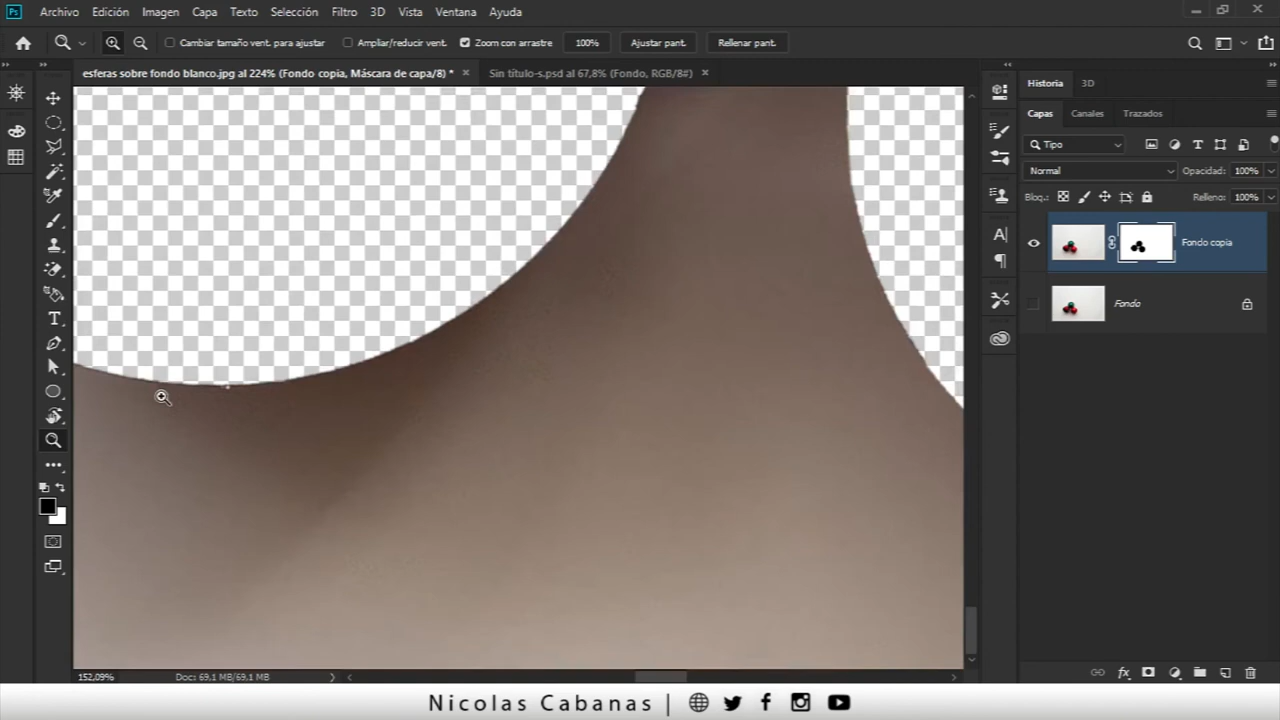 Ps Archivo Edición Imagen Capa Texto Selección Filtro 3D Vista Ventana Ayuda
Cambiar tamaño vent. para ajustar Ampliar/reducir vent. Zoom con arrastre 100% Ajustar pant. Rellenar pant.
esferas sobre fondo blanco.jpg al 224% (Fondo copia, Máscara de capa/8) * Sin título-s.psd al 67,8% (Fondo, RGB/8#)
Historia 3D
Capas Canales Trazados
Tipo
Normal Opacidad: 100%
Bloq.: Relleno: 100%
Fondo copia
Fondo
152,09% Doc: 69,1 MB/69,1 MB
Nicolas Cabanas |